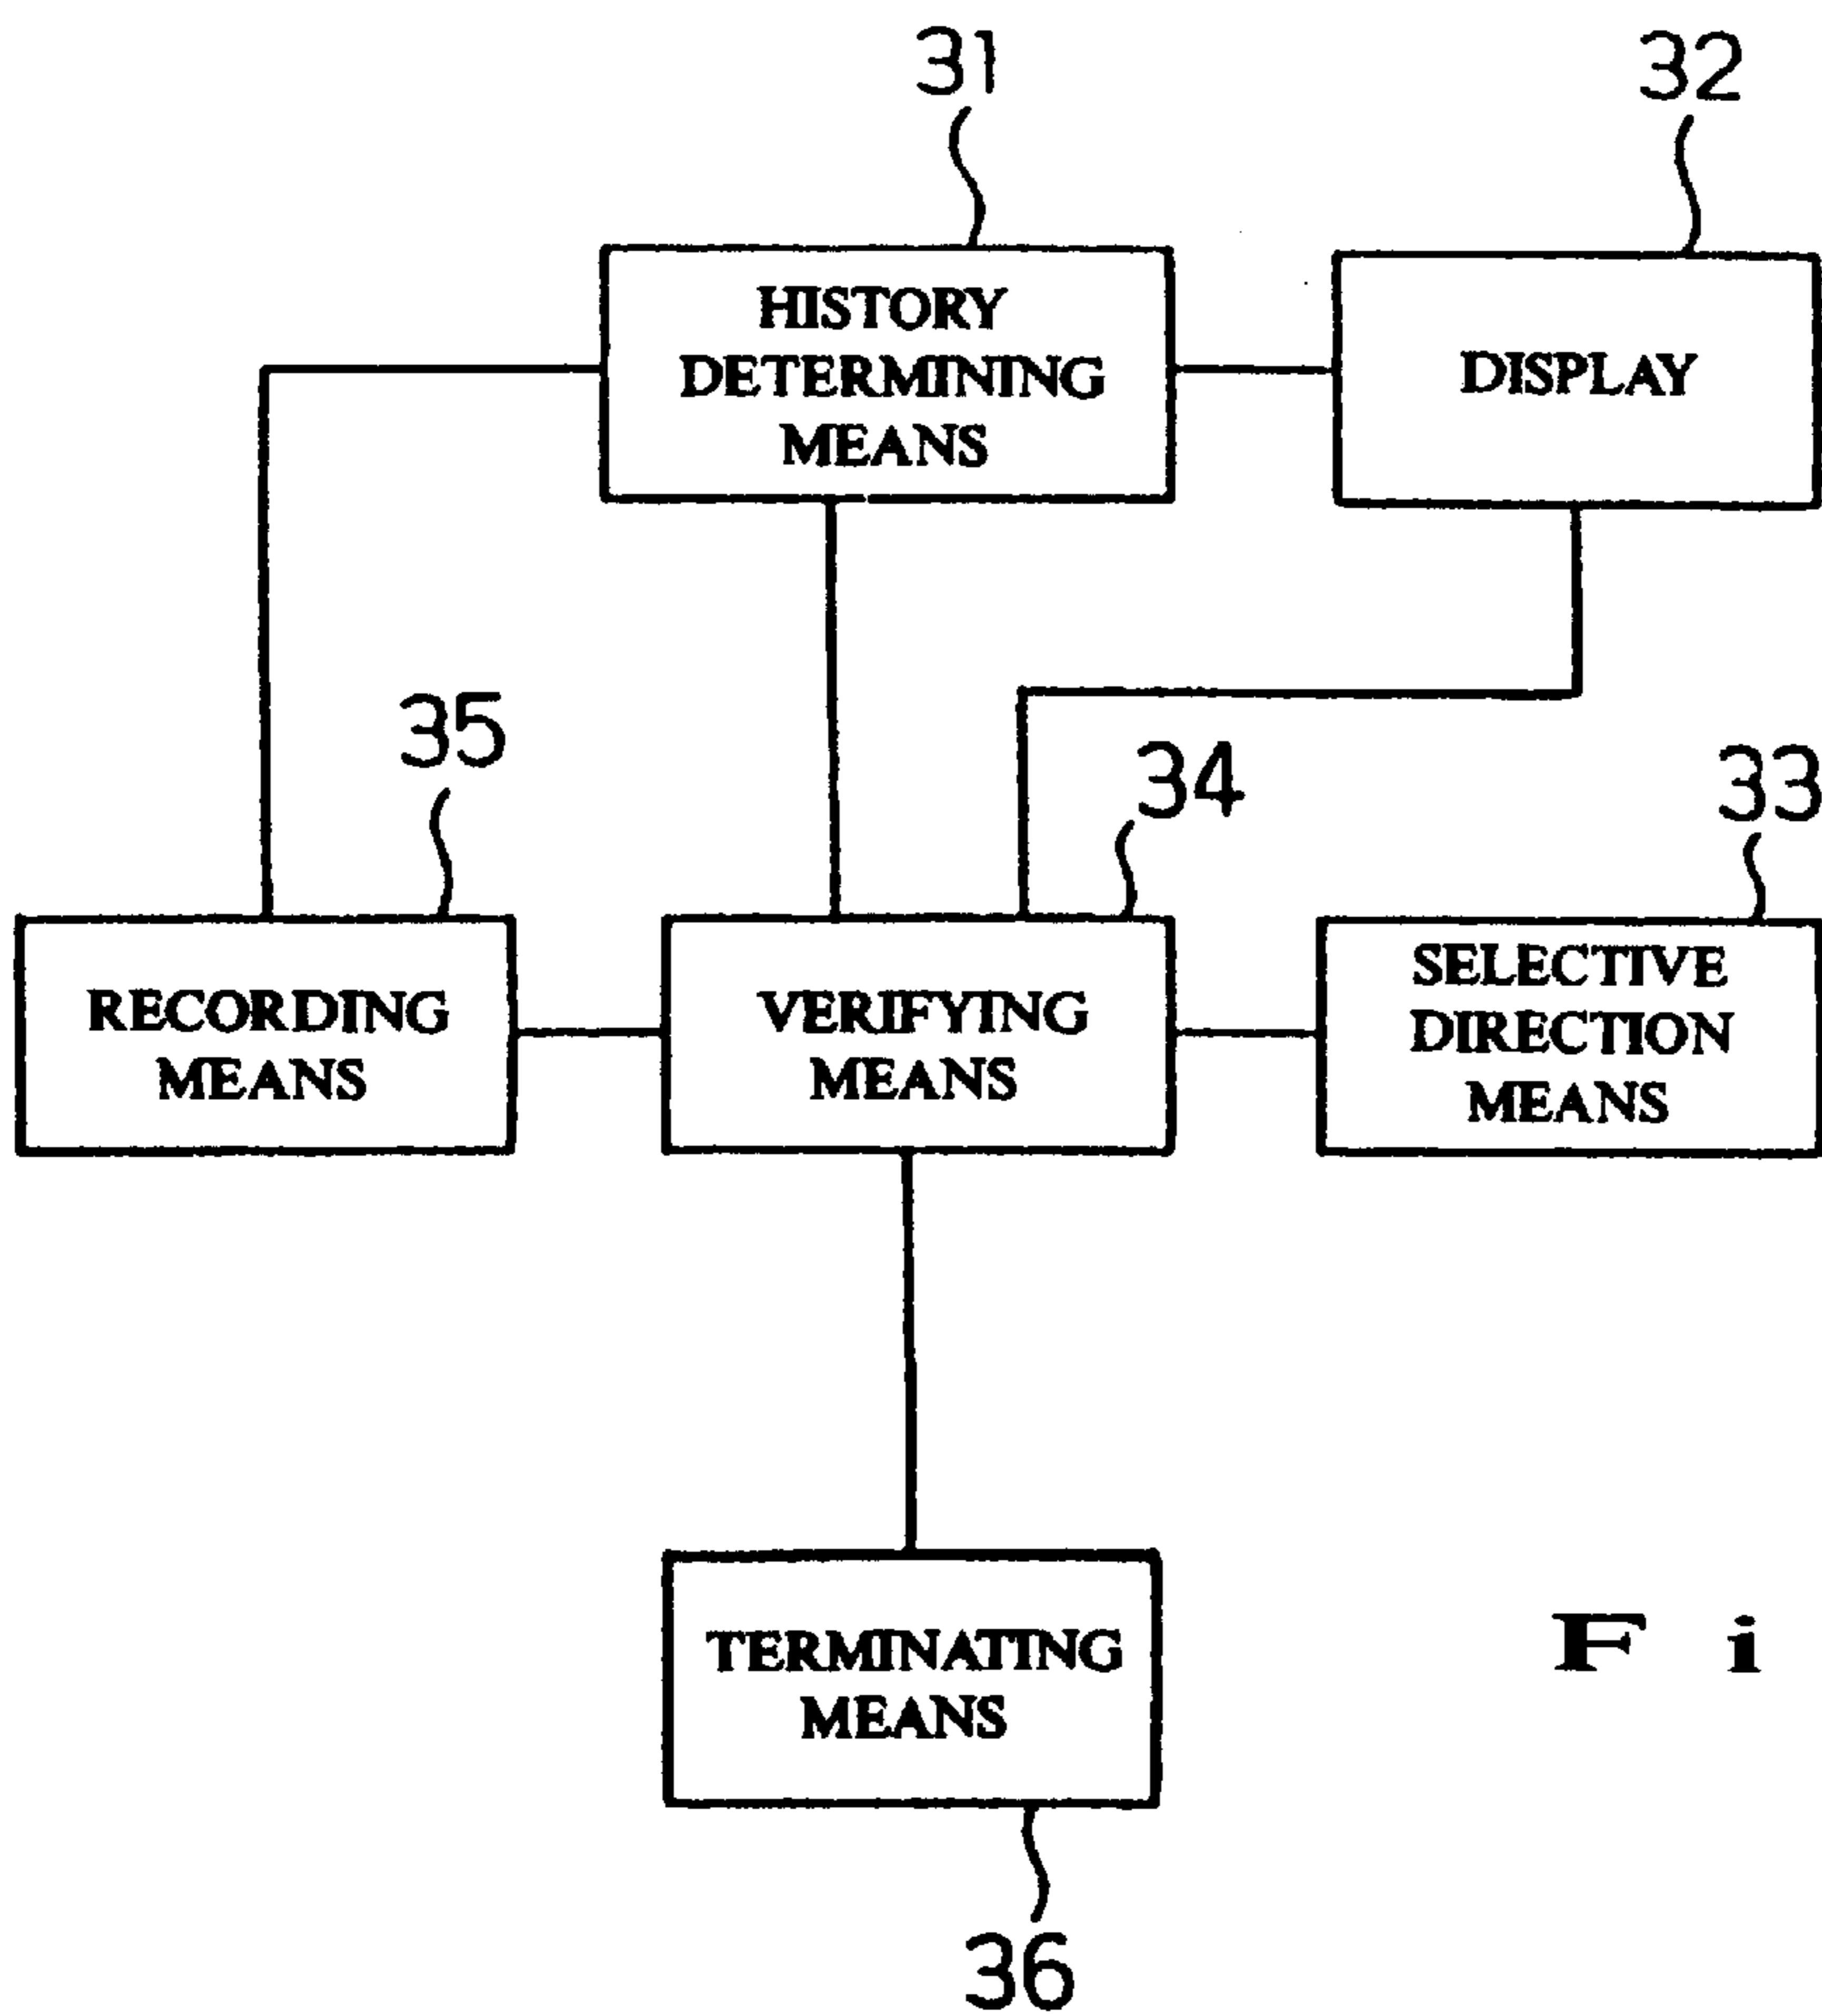 31
32
HISTORY
DETERMINING
MEANS
DISPLAY
35
34
33
RECORDING
MEANS
VERIFYING
MEANS
SELECTIVE
DIRECTION
MEANS
TERMINATING
MEANS
F i
36